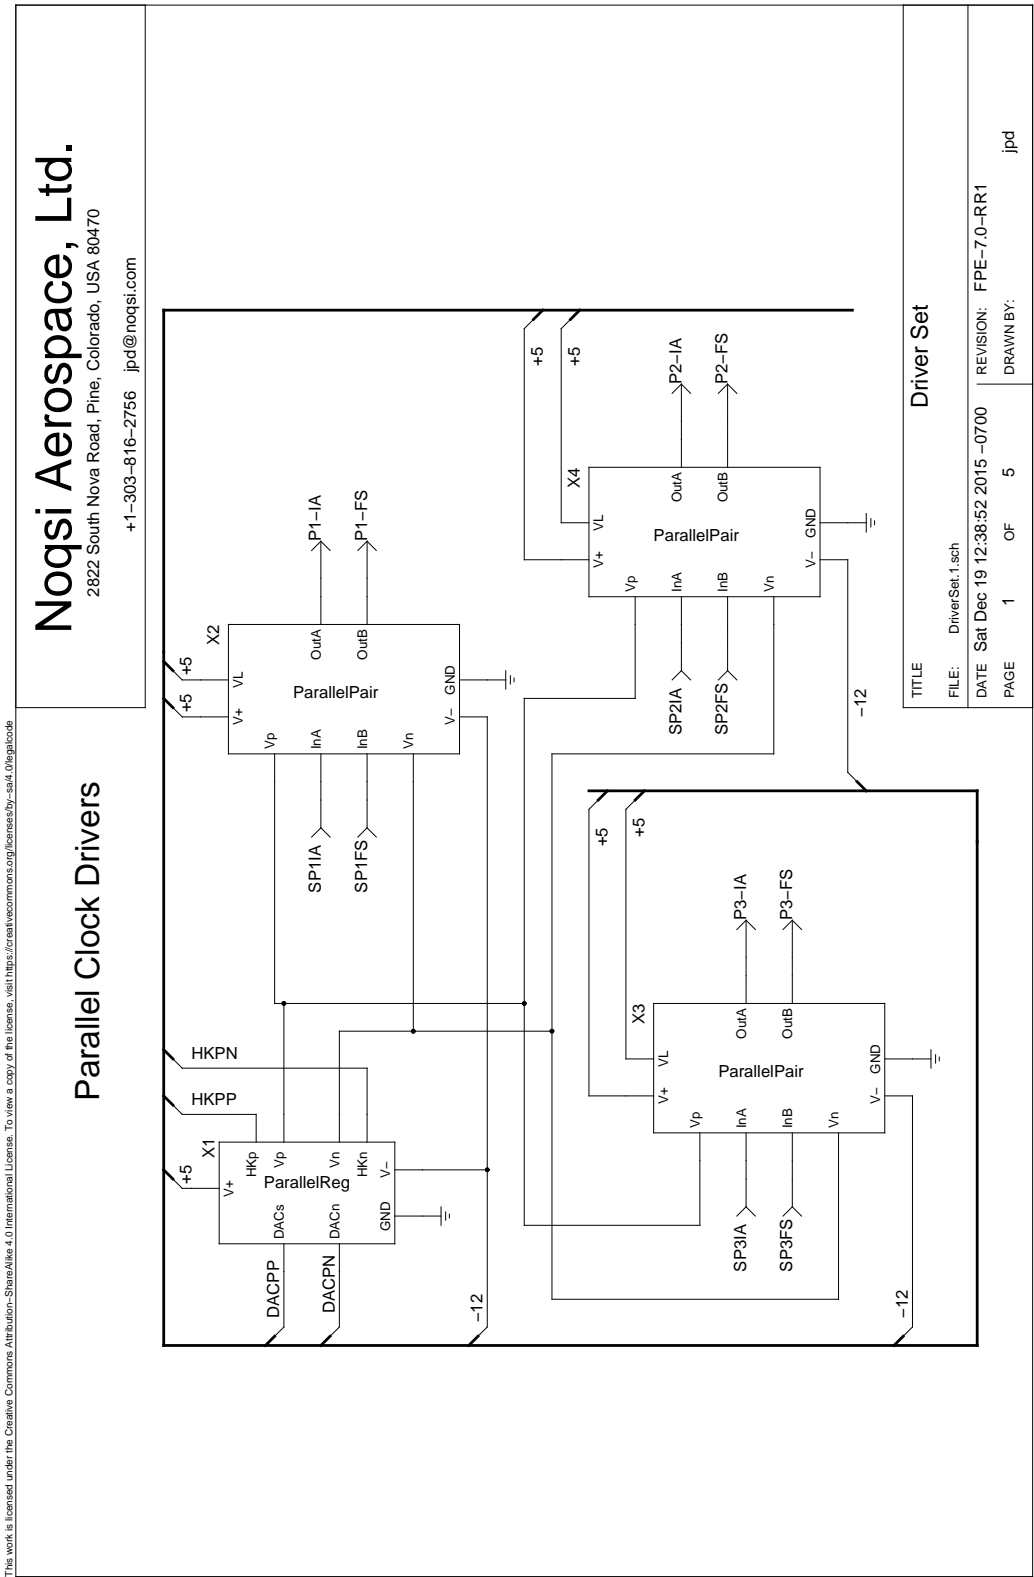 This work is licensed under the Creative Commons Attribution−ShareAlike 4.0 International License. To view a copy of the license, visit https://creativecommons.org/licenses/by−sa/4.0/legalcode
Noqsi Aerospace, Ltd.
2822 South Nova Road, Pine, Colorado, USA 80470
+1−303−816−2756 jpd@noqsi.com
Parallel Clock Drivers
+5
HKPP
HKPN
+5
+5
X1
V+
HKp
Vp
Vn
HKn
DACs
DACn
ParallelReg
GND
V−
DACPP
DACPN
−12
X2
V+
VL
Vp
InA
InB
Vn
OutA
OutB
ParallelPair
V−
GND
SP1IA
SP1FS
P1−IA
P1−FS
+5
+5
X4
V+
VL
Vp
InA
InB
Vn
OutA
OutB
ParallelPair
V−
GND
SP2IA
SP2FS
P2−IA
P2−FS
−12
+5
+5
X3
V+
VL
Vp
InA
InB
Vn
OutA
OutB
ParallelPair
V−
GND
SP3IA
SP3FS
P3−IA
P3−FS
−12
TITLE
Driver Set
FILE: DriverSet.1.sch
DATE Sat Dec 19 12:38:52 2015 −0700
REVISION: FPE−7.0−RR1
PAGE 1 OF 5
DRAWN BY: jpd